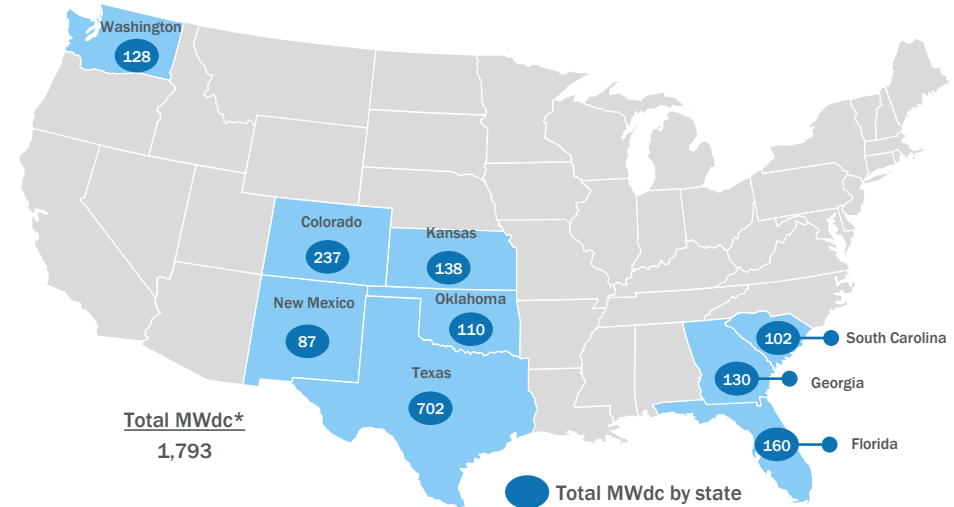 Washington
128
Colorado
237
Kansas
138
New Mexico
87
Oklahoma
110
Texas
702
102
South Carolina
130
Georgia
160
Florida
Total MWdc*
1,793
Total MWdc by state